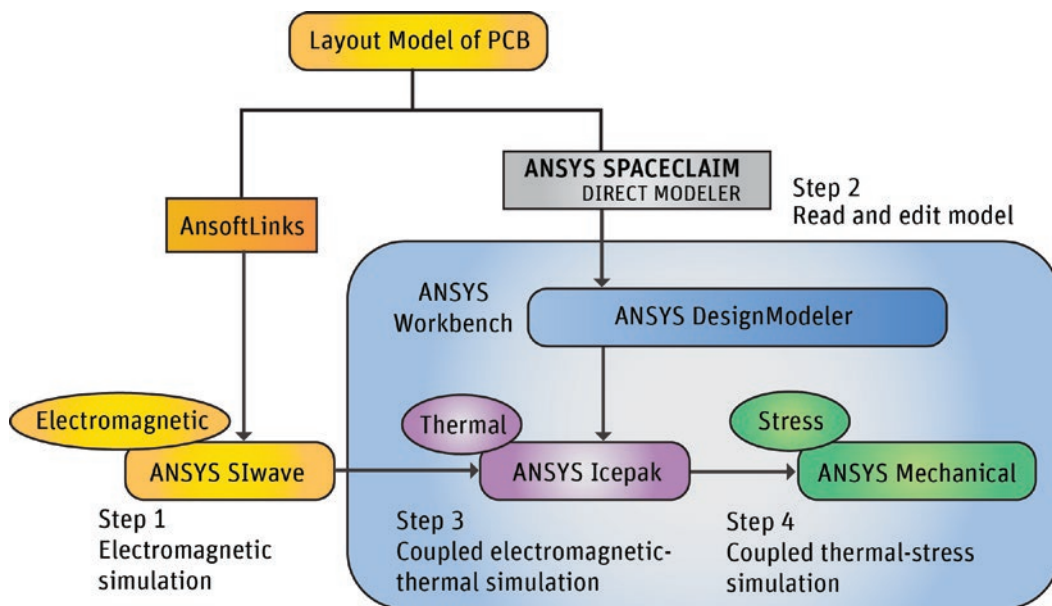 Layout Model of PCB
ANSYS SPACECLAIM
DIRECT MODELER
Step 2
Read and edit model
AnsoftLinks
ANSYS
Workbench
ANSYS DesignModeler
Electromagnetic
ANSYS SIwave
Thermal
ANSYS Icepak
Stress
ANSYS Mechanical
Step 1
Electromagnetic
simulation
Step 3
Coupled electromagnetic-
thermal simulation
Step 4
Coupled thermal-stress
simulation